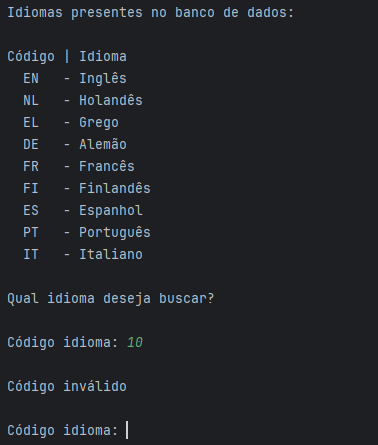 Idiomas presentes no banco de dados:
Código | Idioma
EN - Inglês
NL - Holandês
EL - Grego
DE - Alemão
FR - Francês
FI - Finlandês
ES - Espanhol
PT - Português
IT - Italiano
Qual idioma deseja buscar?
Código idioma: 10
Código inválido
Código idioma: